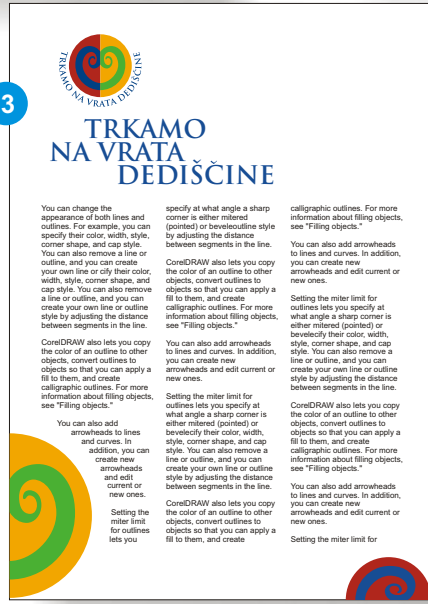 3
TRKAMO NA VRATA DEDIŠČINE
TRKAMO
NA VRATA
DEDIŠČINE
You can change the
appearance of both lines and
outlines. For example, you can
specify their color, width, style,
corner shape, and cap style.
You can also remove a line or
outline, and you can create
your own line or cify their color,
width, style, corner shape, and
cap style. You can also remove
a line or outline, and you can
create your own line or outline
style by adjusting the distance
between segments in the line.
CorelDRAW also lets you copy
the color of an outline to other
objects, convert outlines to
objects so that you can apply a
fill to them, and create
calligraphic outlines. For more
information about filling objects,
see "Filling objects."
You can also add
arrowheads to lines
and curves. In
addition, you can
create new
arrowheads
and edit
current or
new ones.
Setting the
miter limit
for outlines
lets you
specify at what angle a sharp
corner is either mitered
(pointed) or beveleoutline style
by adjusting the distance
between segments in the line.
CorelDRAW also lets you copy
the color of an outline to other
objects, convert outlines to
objects so that you can apply a
fill to them, and create
calligraphic outlines. For more
information about filling objects,
see "Filling objects."
You can also add arrowheads
to lines and curves. In addition,
you can create new
arrowheads and edit current or
new ones.
Setting the miter limit for
outlines lets you specify at
what angle a sharp corner is
either mitered (pointed) or
bevelecify their color, width,
style, corner shape, and cap
style. You can also remove a
line or outline, and you can
create your own line or outline
style by adjusting the distance
between segments in the line.
CorelDRAW also lets you copy
the color of an outline to other
objects, convert outlines to
objects so that you can apply a
fill to them, and create
calligraphic outlines. For more
information about filling objects,
see "Filling objects."
You can also add arrowheads
to lines and curves. In addition,
you can create new
arrowheads and edit current or
new ones.
Setting the miter limit for
outlines lets you specify at
what angle a sharp corner is
either mitered (pointed) or
bevelecify their color, width,
style, corner shape, and cap
style. You can also remove a
line or outline, and you can
create your own line or outline
style by adjusting the distance
between segments in the line.
CorelDRAW also lets you copy
the color of an outline to other
objects, convert outlines to
objects so that you can apply a
fill to them, and create
calligraphic outlines. For more
information about filling objects,
see "Filling objects."
You can also add arrowheads
to lines and curves. In addition,
you can create new
arrowheads and edit current or
new ones.
Setting the miter limit for